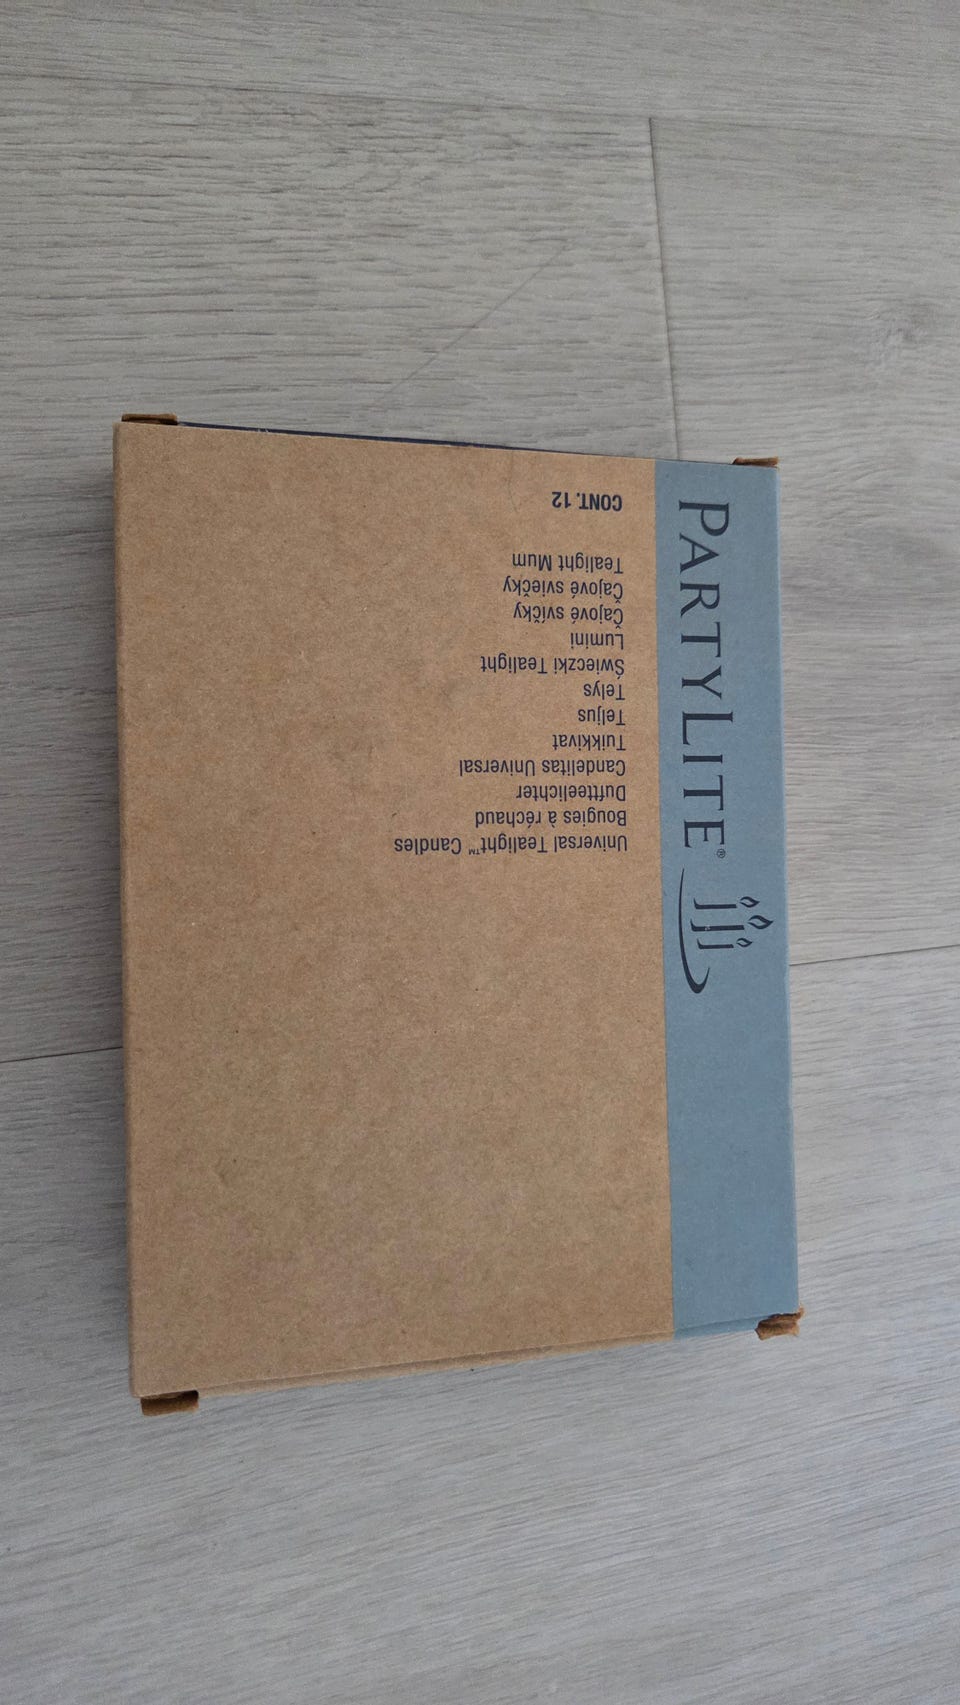 PARTYLITE®
Universal Tealight™ Candles
Bougies à réchaud
Duftteelichter
Candelitas Universal
Tuikkivat
Teljus
Telys
Świeczki Tealight
Lumini
Čajové svíčky
Čajové sviečky
Tealight Mum
CONT. 12